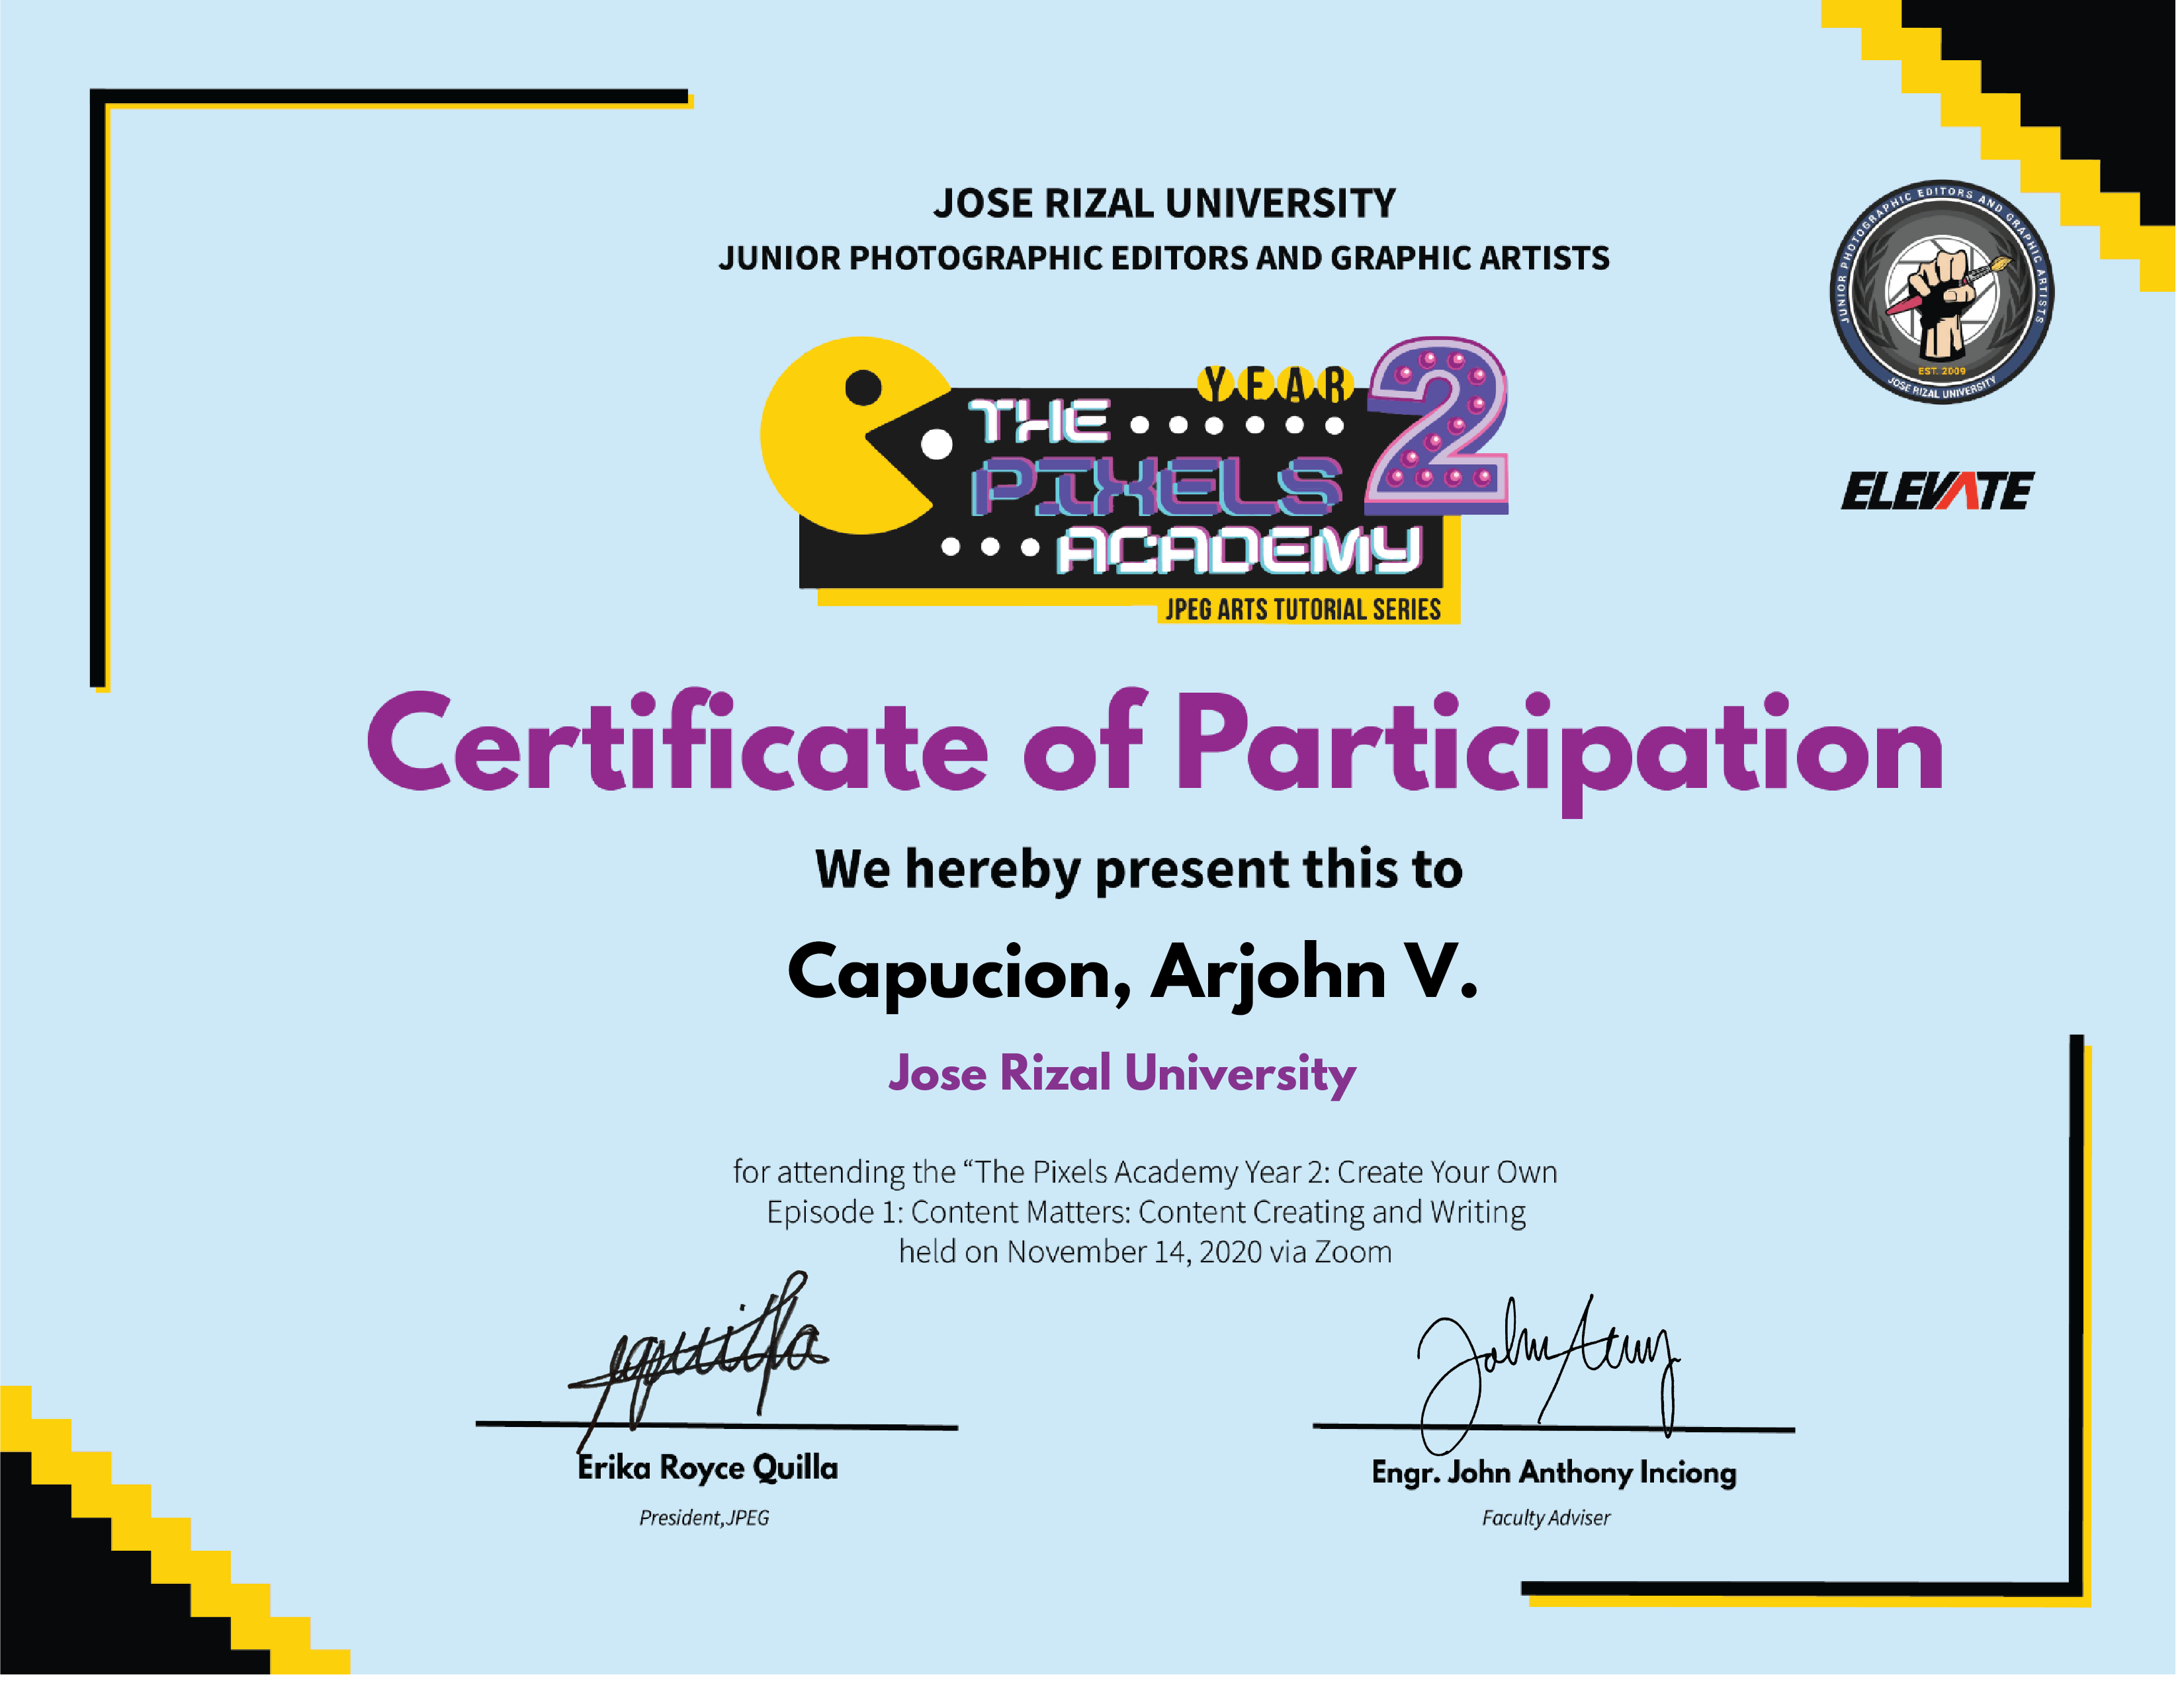 JOSE RIZAL UNIVERSITY
JUNIOR PHOTOGRAPHIC EDITORS AND GRAPHIC ARTISTS
JUNIOR PHOTOGRAPHIC EDITORS AND GRAPHIC ARTISTS
EST. 2009
JOSE RIZAL UNIVERSITY
YEAR 2
THE
PIXELS
ACADEMY
JPEG ARTS TUTORIAL SERIES
ELEVATE
Certificate of Participation
We hereby present this to
Capucion, Arjohn V.
Jose Rizal University
for attending the “The Pixels Academy Year 2: Create Your Own
Episode 1: Content Matters: Content Creating and Writing
held on November 14, 2020 via Zoom
Erika Royce Quilla
President,JPEG
Engr. John Anthony Inciong
Faculty Adviser